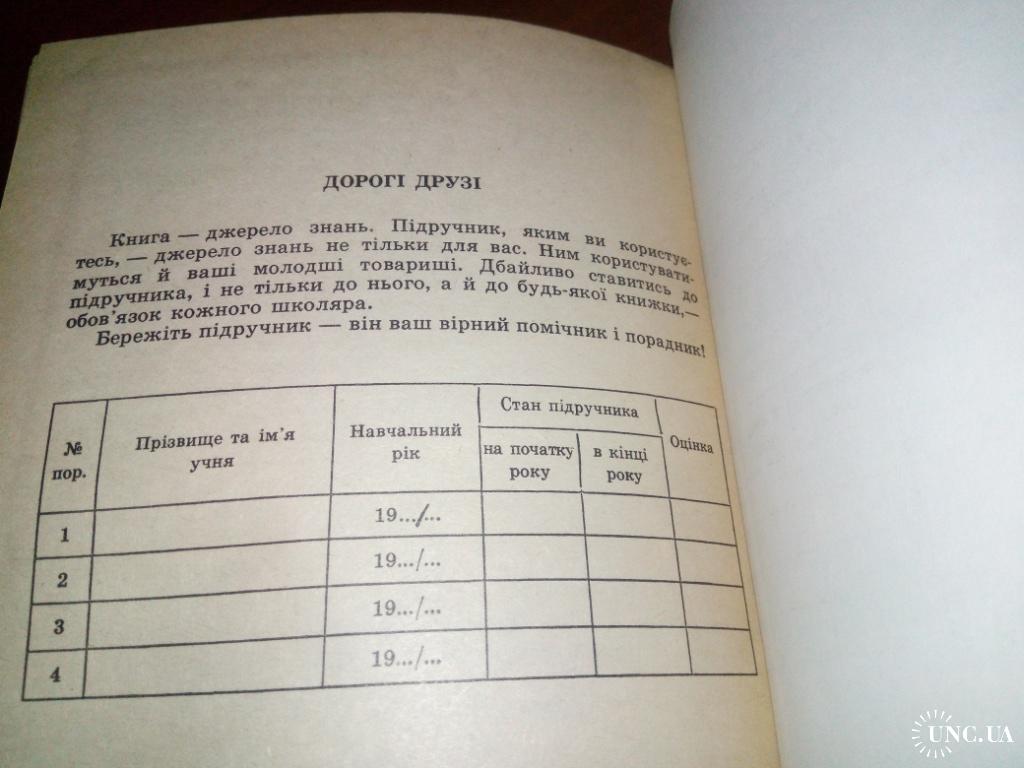 ДОРОГІ ДРУЗІ
Книга — джерело знань. Підручник, яким ви користує-
тесь, — джерело знань не тільки для вас. Ним користувати-
муться й ваші молодші товариші. Дбайливо ставитись до
підручника, і не тільки до нього, а й до будь-якої книжки,—
обов'язок кожного школяра.
Бережіть підручник — він ваш вірний помічник і порадник!
№ пор.
Прізвище та ім'я
учня
Навчальний
рік
Стан підручника
на початку
року
в кінці
року
Оцінка
1 19.../...
2 19.../...
3 19.../...
4 19.../...
UNC.UA